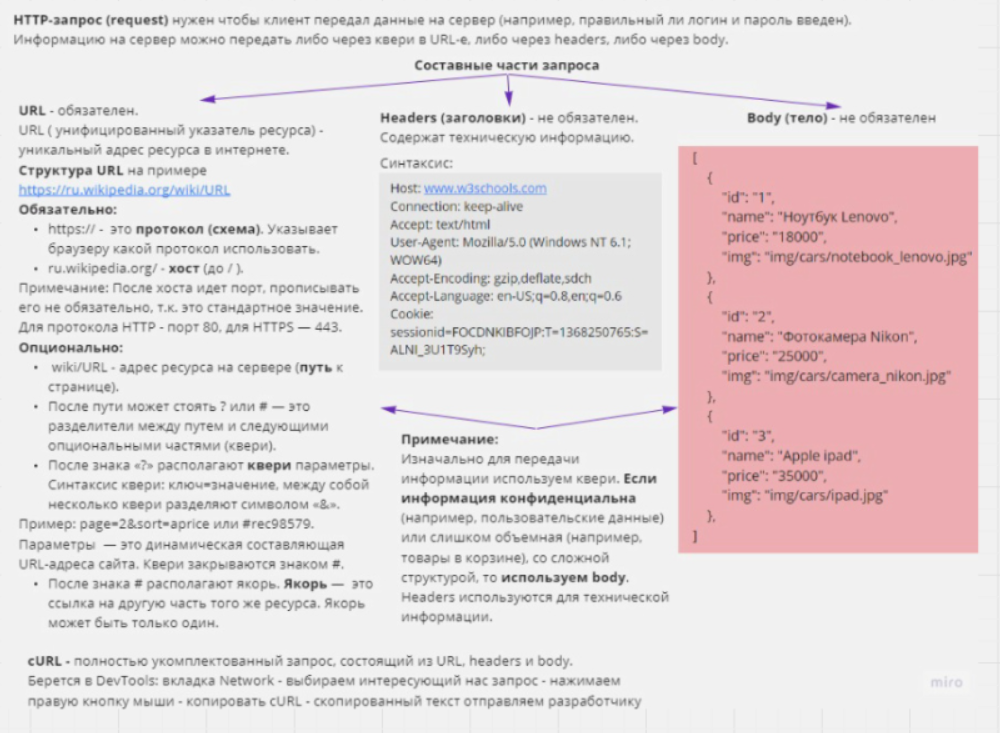 HTTP-запрос (request) нужен чтобы клиент передал данные на сервер (например, правильный ли логин и пароль введен).
Информацию на сервер можно передать либо через квери в URL-е, либо через headers, либо через body.
Составные части запроса
URL - обязателен.
URL ( унифицированный указатель ресурса) -
уникальный адрес ресурса в интернете.
Структура URL на примере
https://ru.wikipedia.org/wiki/URL
Обязательно:
• https:// - это протокол (схема). Указывает
браузеру какой протокол использовать.
• ru.wikipedia.org/ - хост (до / ).
Примечание: После хоста идет порт, прописывать
его не обязательно, т.к. это стандартное значение.
Для протокола HTTP - порт 80, для HTTPS — 443.
Опционально:
• wiki/URL - адрес ресурса на сервере (путь к
странице).
• После пути может стоять ? или # — это
разделители между путем и следующими
опциональными частями (квери).
• После знака «?» располагают квери параметры.
Синтаксис квери: ключ=значение, между собой
несколько квери разделяют символом «&».
Пример: page=2&sort=aprice или #rec98579.
Параметры — это динамическая составляющая
URL-адреса сайта. Квери закрываются знаком #.
• После знака # располагают якорь. Якорь — это
ссылка на другую часть того же ресурса. Якорь
может быть только один.
Headers (заголовки) - не обязателен.
Содержат техническую информацию.
Синтаксис:
Host: www.w3schools.com
Connection: keep-alive
Accept: text/html
User-Agent: Mozilla/5.0 (Windows NT 6.1;
WOW64)
Accept-Encoding: gzip,deflate,sdch
Accept-Language: en-US;q=0.8,en;q=0.6
Cookie:
sessionid=FOCDNKIBFOJP:T=1368250765:S=
ALNI_3U1T9Syh;
Примечание:
Изначально для передачи
информации используем квери. Если
информация конфиденциальна
(например, пользовательские данные)
или слишком объемная (например,
товары в корзине), со сложной
структурой, то используем body.
Headers используются для технической
информации.
Body (тело) - не обязателен
[
{
"id": "1",
"name": "Ноутбук Lenovo",
"price": "18000",
"img": "img/cars/notebook_lenovo.jpg"
},
{
"id": "2",
"name": "Фотокамера Nikon",
"price": "25000",
"img": "img/cars/camera_nikon.jpg"
},
{
"id": "3",
"name": "Apple ipad",
"price": "35000",
"img": "img/cars/ipad.jpg"
},
]
cURL - полностью укомплектованный запрос, состоящий из URL, headers и body.
Берется в DevTools: вкладка Network - выбираем интересующий нас запрос - нажимаем
правую кнопку мыши - копировать cURL - скопированный текст отправляем разработчику
miro